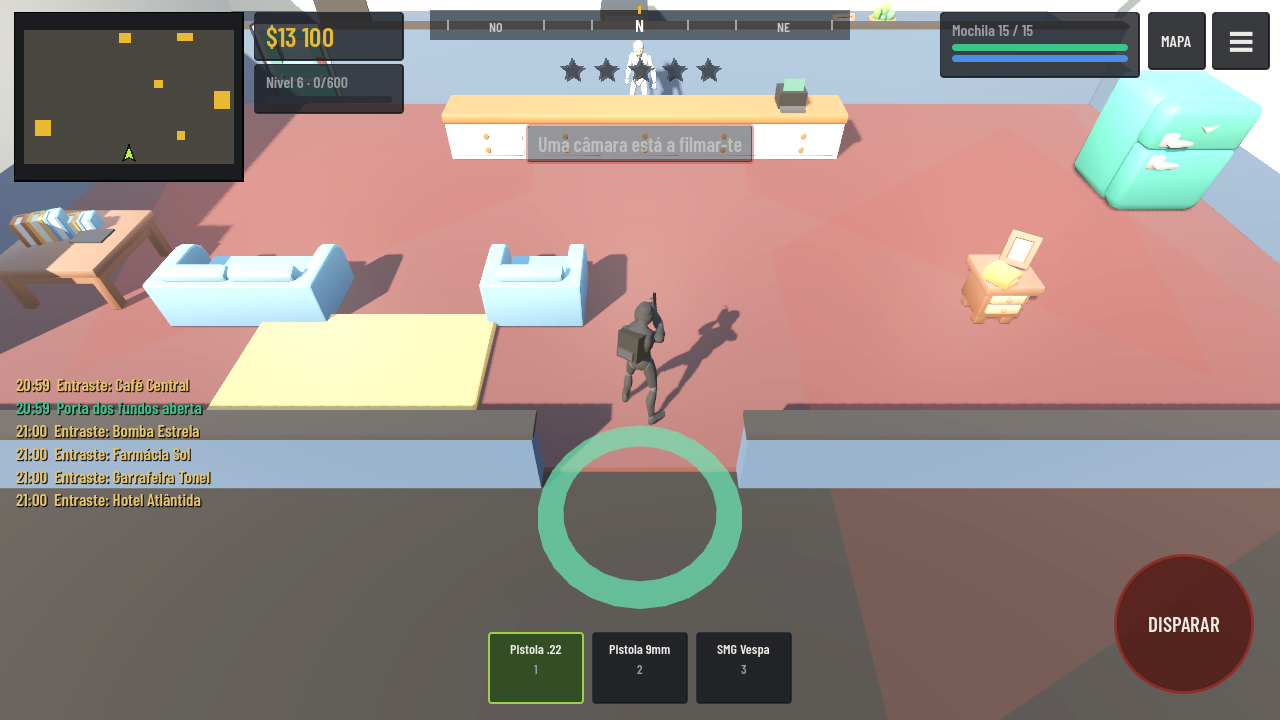 $13 100
Nível 6 · 0/600
NO
N
NE
Mochila 15 / 15
MAPA
Uma câmara está a filmar-te
20:59 Entraste: Café Central
20:59 Porta dos fundos aberta
21:00 Entraste: Bomba Estrela
21:00 Entraste: Farmácia Sol
21:00 Entraste: Garrafeira Tonel
21:00 Entraste: Hotel Atlântida
DISPARAR
Pistola .22
1
Pistola 9mm
2
SMG Vespa
3